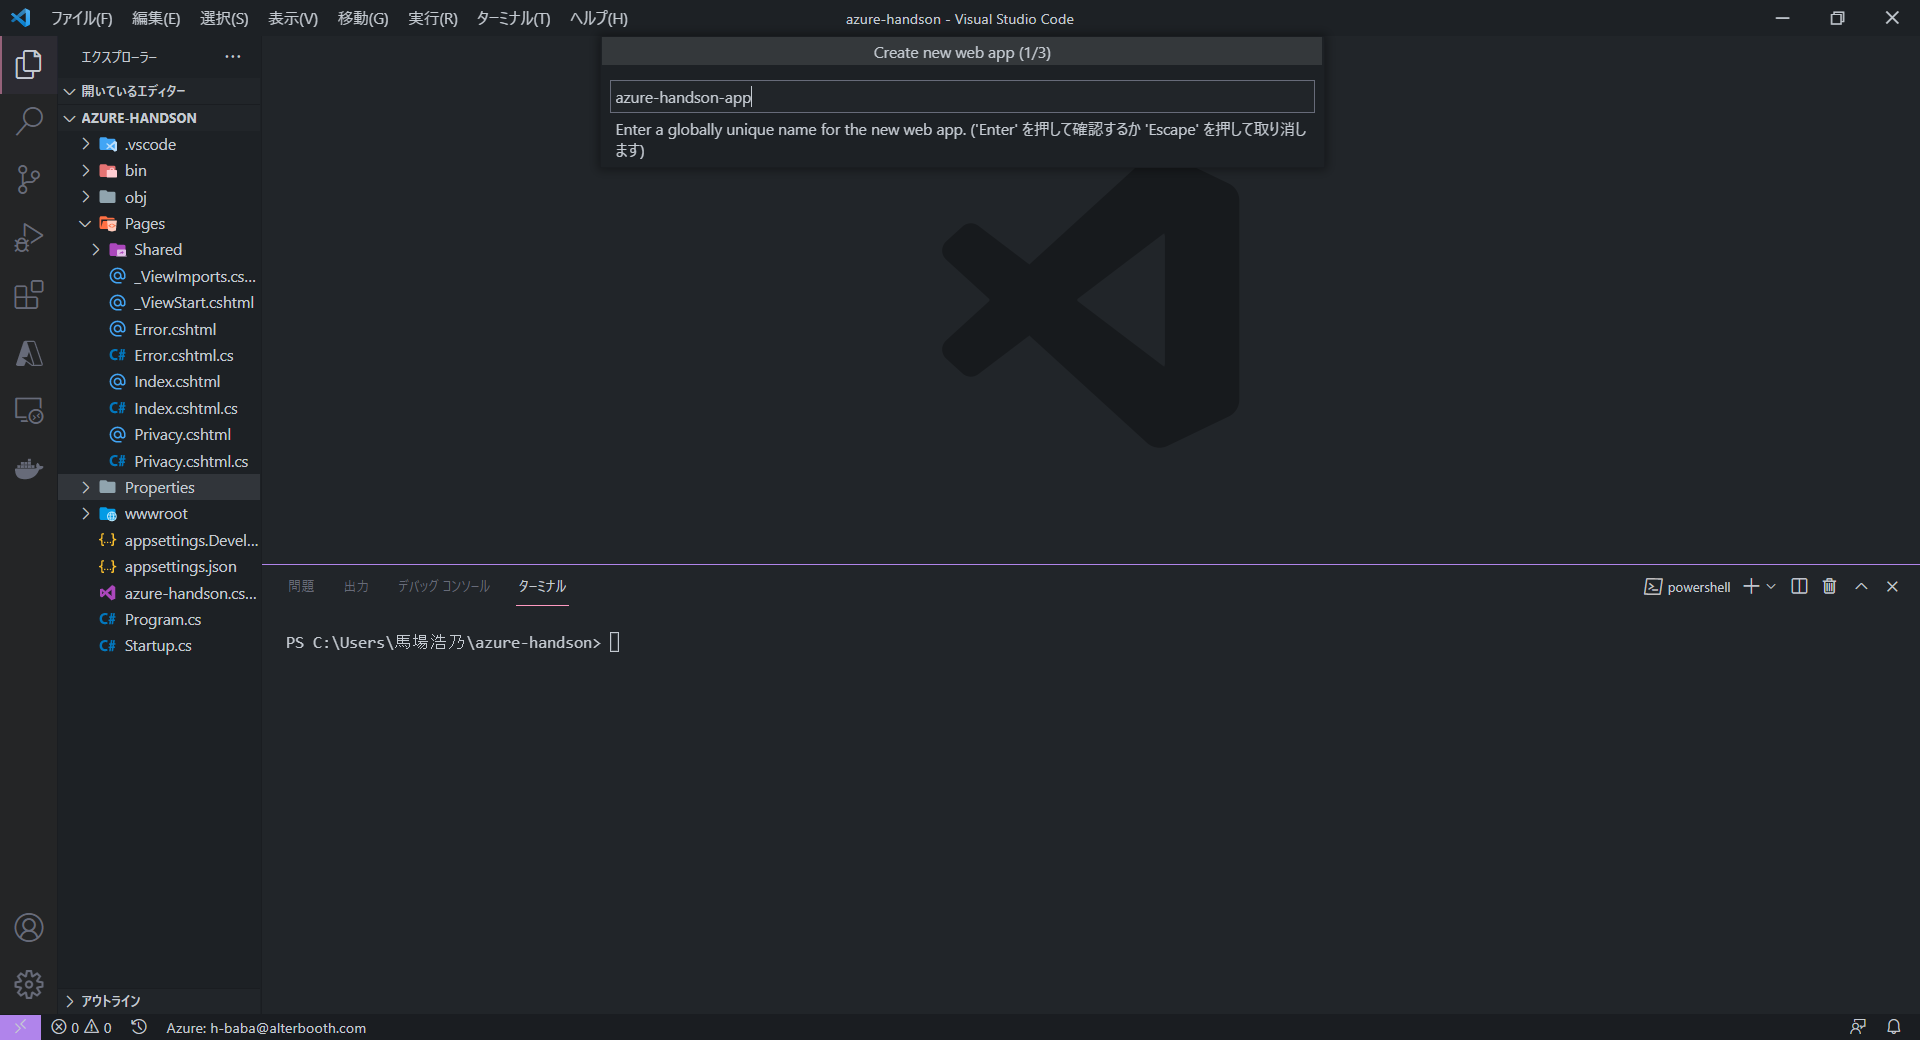 ファイル(F) 編集(E) 選択(S) 表示(V) 移動(G) 実行(R) ターミナル(T) ヘルプ(H)
azure-handson - Visual Studio Code
エクスプローラー
開いているエディター
AZURE-HANDSON
.vscode
bin
obj
Pages
Shared
_ViewImports.cs...
_ViewStart.cshtml
Error.cshtml
Error.cshtml.cs
Index.cshtml
Index.cshtml.cs
Privacy.cshtml
Privacy.cshtml.cs
Properties
wwwroot
appsettings.Devel...
appsettings.json
azure-handson.cs...
Program.cs
Startup.cs
アウトライン
Create new web app (1/3)
azure-handson-app
Enter a globally unique name for the new web app. ('Enter' を押して確認するか 'Escape' を押して取り消し
ます)
問題 出力 デバッグ コンソール ターミナル
powershell
PS C:\Users\馬場浩乃\azure-handson>
0 0 Azure: h-baba@alterbooth.com